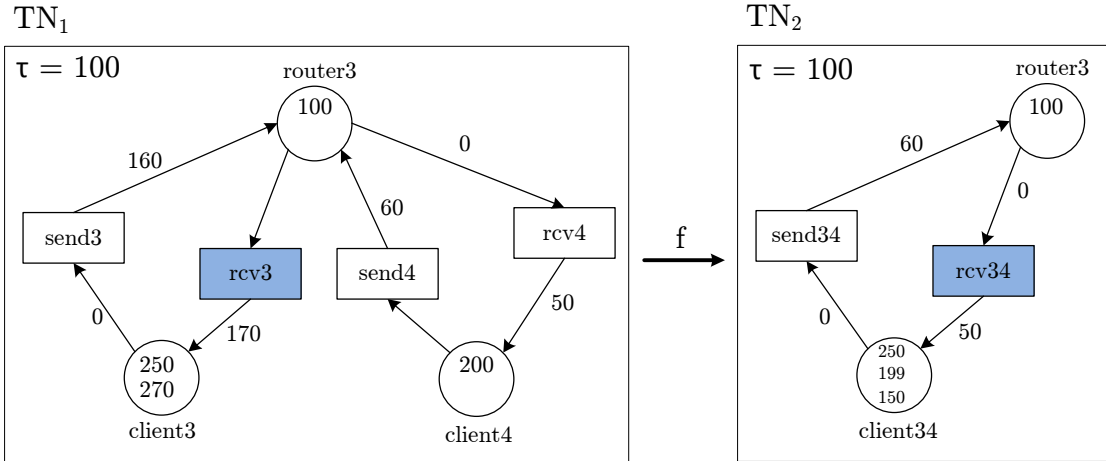 TN₁
τ = 100
router3
100
160
0
60
send3
rcv3
send4
rcv4
0
170
50
250
270
200
client3
client4
f
TN₂
τ = 100
router3
100
60
0
send34
rcv34
0
50
250
199
150
client34